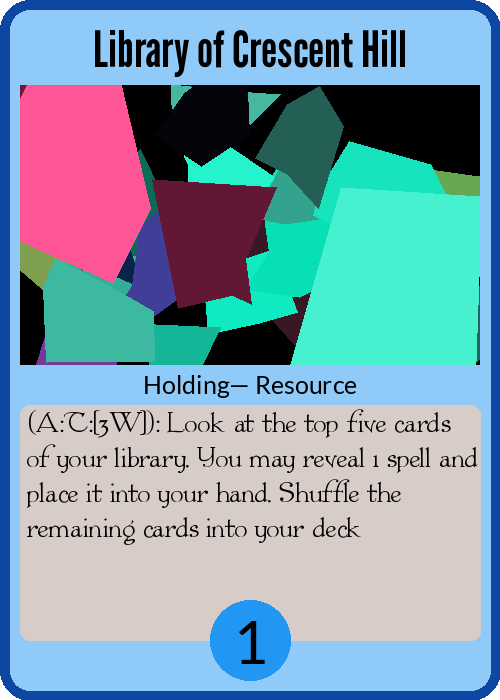 Library of Crescent Hill
Holding— Resource
(A:T:[3W]): Look at the top five cards
of your library. You may reveal 1 spell and
place it into your hand. Shuffle the
remaining cards into your deck
1